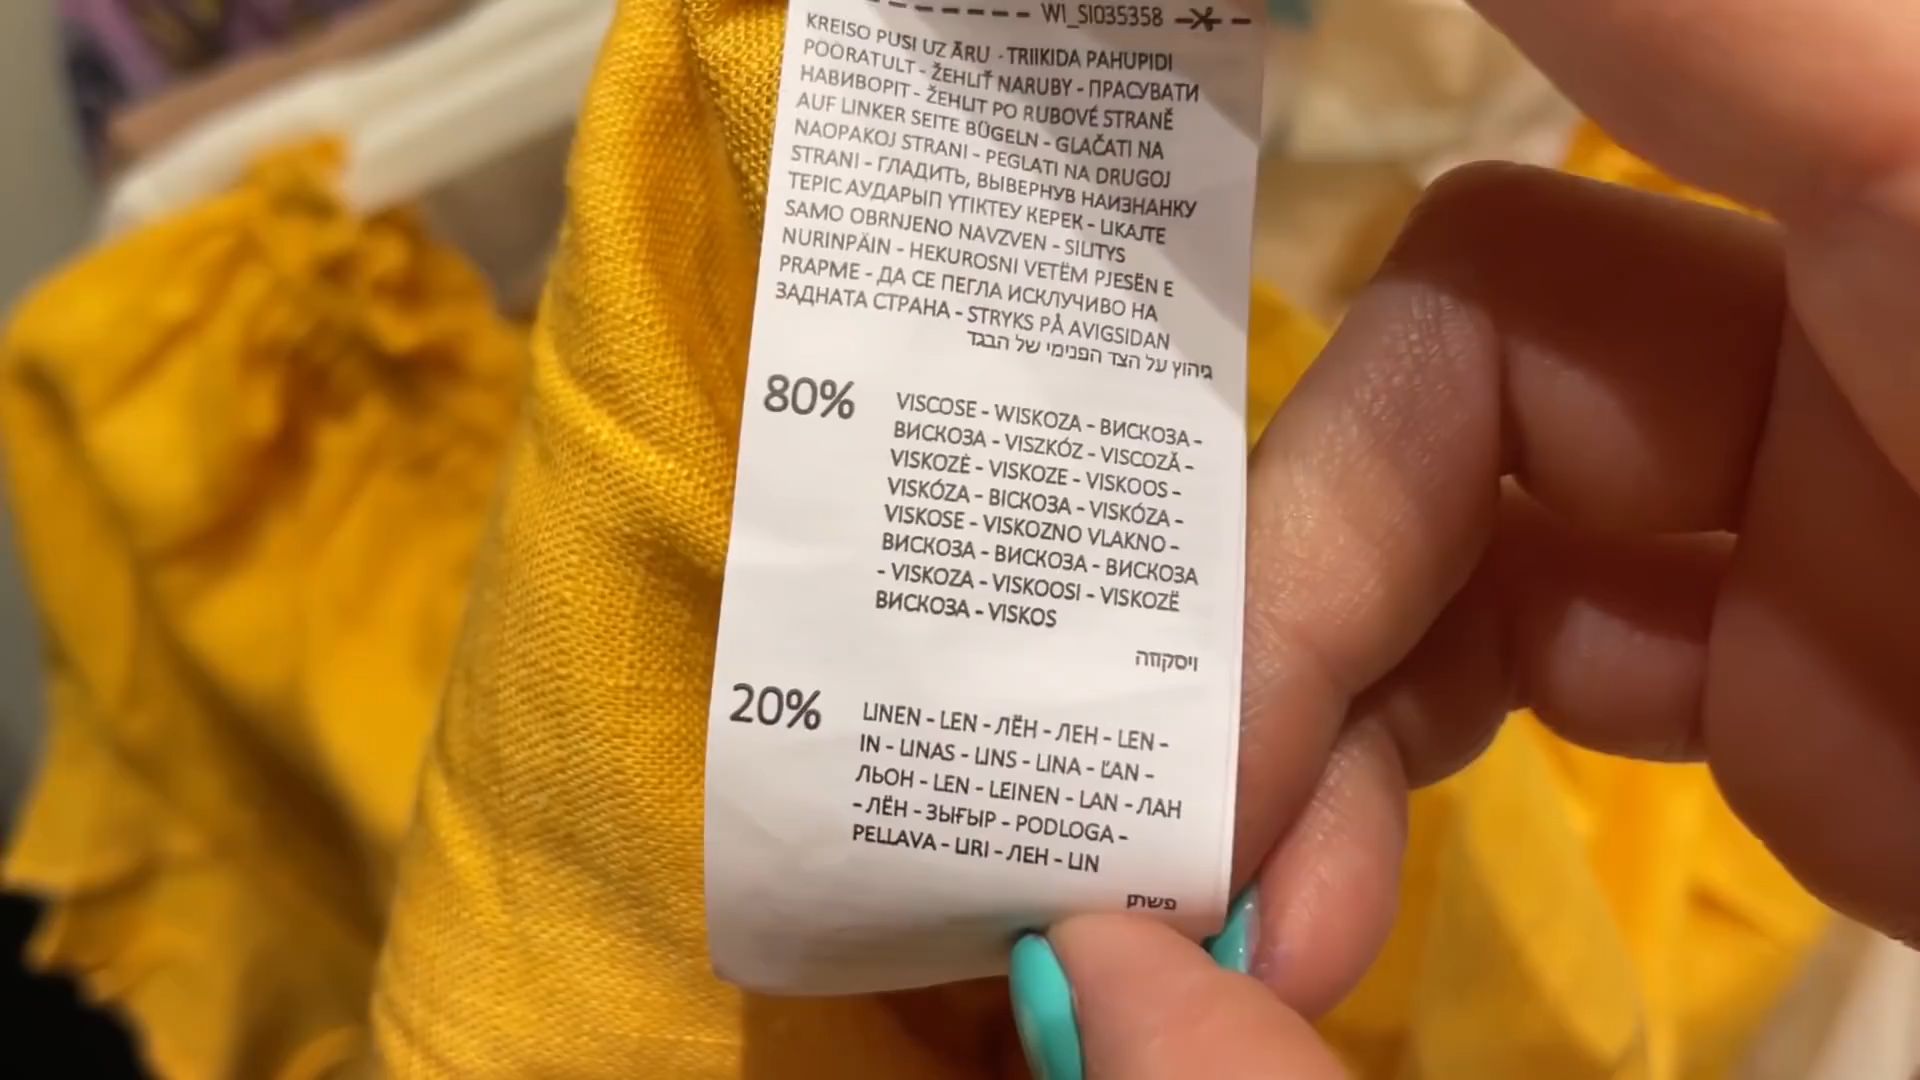 WI_SI035358
KREISO PUSI UZ ĀRU - TRIIKIDA PAHUPIDI
POORATULT - ŽEHLIŤ NARUBY - ПРАСУВАТИ
НАВИВОРІТ - ŽEHLIT PO RUBOVÉ STRANĚ
AUF LINKER SEITE BÜGELN - GLAČATI NA
NAOPAKOJ STRANI - PEGLATI NA DRUGOJ
STRANI - ГЛАДИТЬ, ВЫВЕРНУВ НАИЗНАНКУ
ТЕРІС АУДАРЫП ҮТІКТЕУ КЕРЕК - LIKAJTE
SAMO OBRNJENO NAVZVEN - SILITYS
NURINPÄIN - HEKUROSNI VETËM PJESËN E
PRAPME - ДА СЕ ПЕГЛА ИСКЛУЧИВО НА
ЗАДНАТА СТРАНА - STRYKS PÅ AVIGSIDAN
גיהוץ על הצד הפנימי של הבגד
80%
VISCOSE - WISKOZA - ВИСКОЗА -
ВИСКОЗА - VISZKÓZ - VISCOZĂ -
VISKOZĖ - VISKOZE - VISKOOS -
VISKÓZA - ВІСКОЗА - VISKÓZA -
VISKOSE - VISKOZNO VLAKNO -
ВИСКОЗА - ВИСКОЗА - ВИСКОЗА
- VISKOZA - VISKOOSI - VISKOZË
ВИСКОЗА - VISKOS
ויסקוזה
20%
LINEN - LEN - ЛЁН - ЛЕН - LEN -
IN - LINAS - LINS - LINA - ĽAN -
ЛЬОН - LEN - LEINEN - LAN - ЛАН
- ЛЁН - ЗЫҒЫР - PODLOGA -
PELLAVA - LIRI - ЛЕН - LIN
פשתן